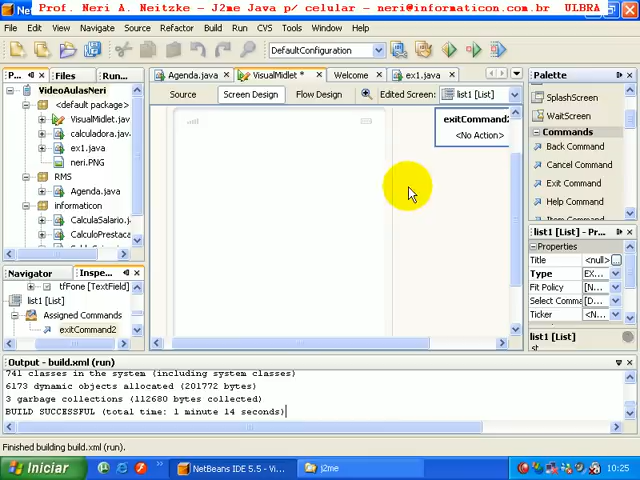 Prof. Neri A. Neitzke - J2me Java p/ celular - neri@informaticon.com.br ULBRA
File Edit View Navigate Source Refactor Build Run CVS Tools Window Help
DefaultConfiguration
P... Files Run...
Agenda.java VisualMidlet * Welcome ex1.java
Palette
Source Screen Design Flow Design Edited Screen: list1 [List]
VideoAulasNeri
<default package>
VisualMidlet.jav
calculadora.jav
ex1.java
neri.PNG
RMS
Agenda.java
informaticon
CalculaSalario.j
CalculoPrestaca
exitCommand2
<No Action>
SplashScreen
WaitScreen
Commands
Back Command
Cancel Command
Exit Command
Help Command
Item Command
list1 [List] - Pr...
Properties
Title <null>
Type EX...
Fit Policy [N...
Select Comma [D...
Ticker <N...
list1 [List]
Navigator Inspe...
tfFone [TextField]
list1 [List]
Assigned Commands
exitCommand2
Output - build.xml (run)
741 classes in the system (including system classes)
6173 dynamic objects allocated (201772 bytes)
3 garbage collections (112680 bytes collected)
BUILD SUCCESSFUL (total time: 1 minute 14 seconds)
Finished building build.xml (run).
Iniciar NetBeans IDE 5.5 - Vi... j2me 10:25